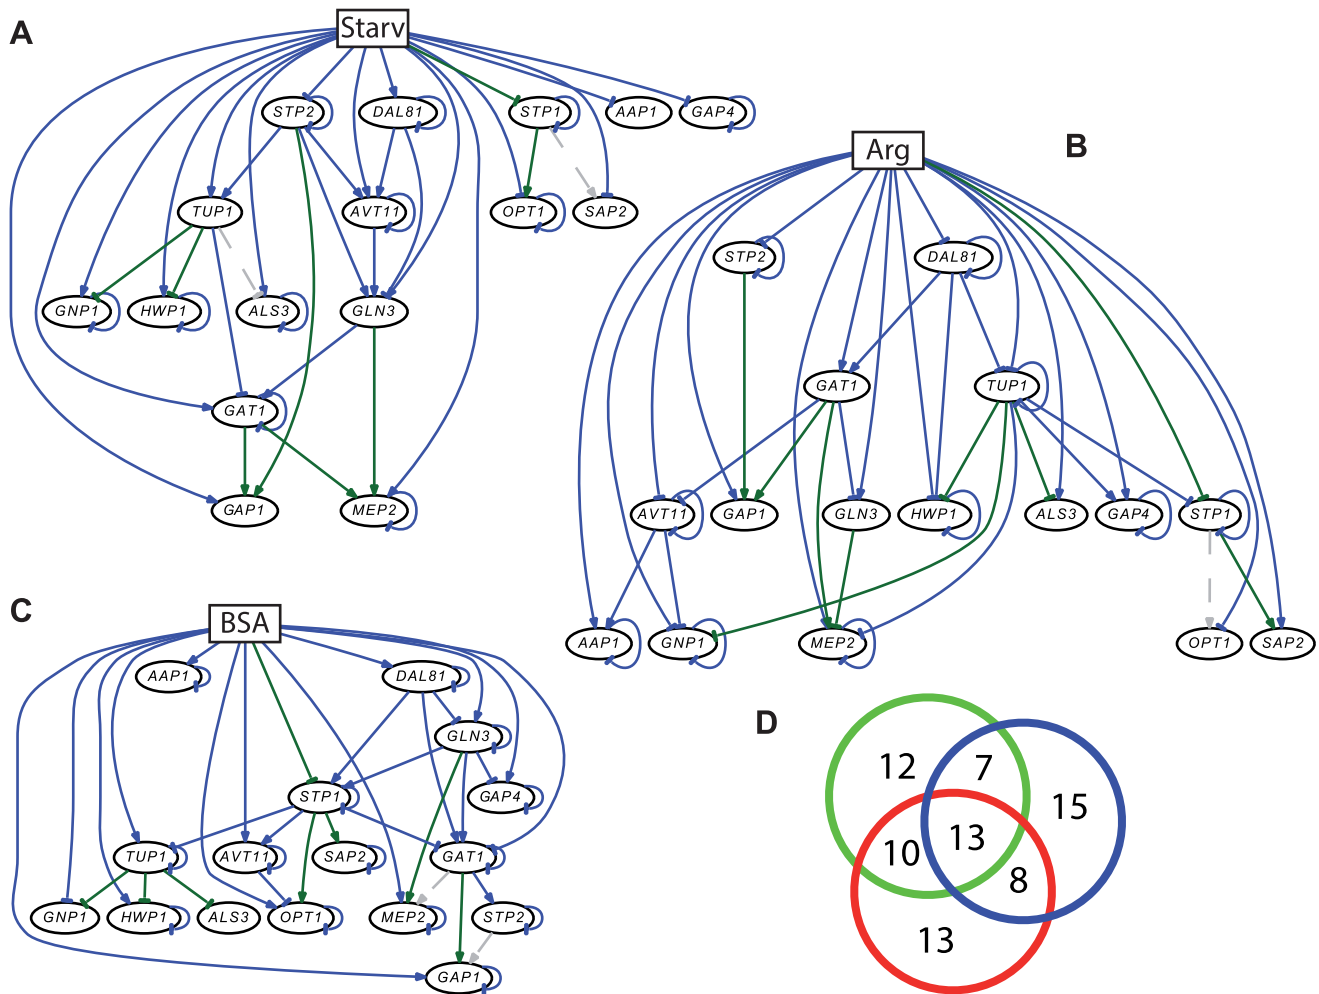 A
Starv
STP2
DAL81
STP1
AAP1
GAP4
TUP1
AVT11
OPT1
SAP2
GNP1
HWP1
ALS3
GLN3
GAT1
GAP1
MEP2
B
Arg
STP2
DAL81
GAT1
TUP1
AVT11
GAP1
GLN3
HWP1
ALS3
GAP4
STP1
AAP1
GNP1
MEP2
OPT1
SAP2
C
BSA
AAP1
DAL81
GLN3
STP1
GAP4
TUP1
AVT11
SAP2
GAT1
GNP1
HWP1
ALS3
OPT1
MEP2
STP2
GAP1
D
12
7
15
10
13
8
13